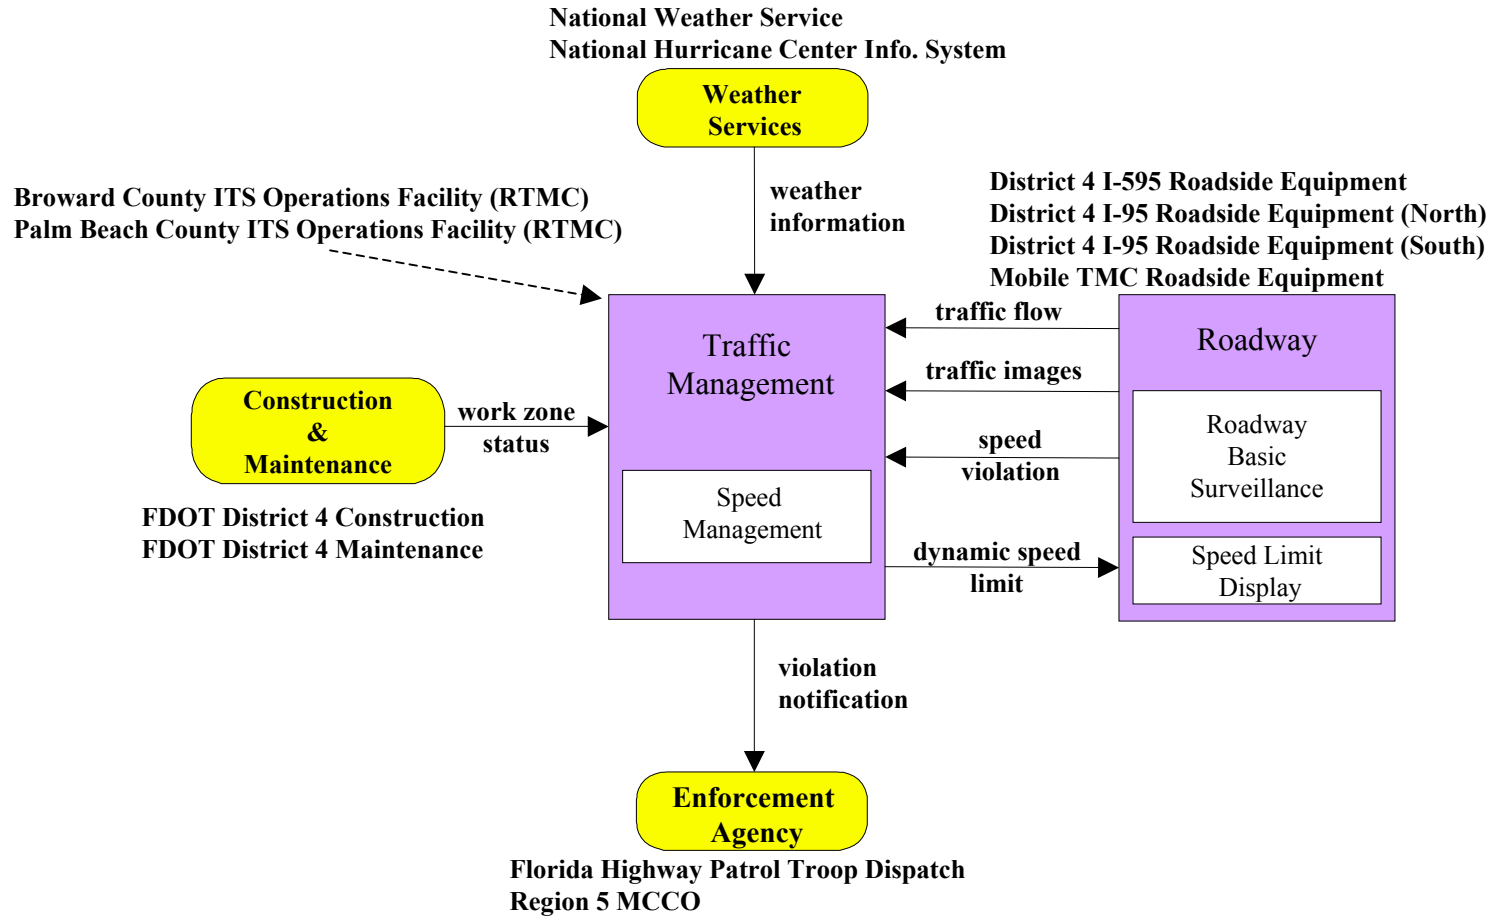 National Weather Service
National Hurricane Center Info. System
Weather
Services
weather
information
Broward County ITS Operations Facility (RTMC)
Palm Beach County ITS Operations Facility (RTMC)
District 4 I-595 Roadside Equipment
District 4 I-95 Roadside Equipment (North)
District 4 I-95 Roadside Equipment (South)
Mobile TMC Roadside Equipment
Traffic
Management
Speed
Management
traffic flow
traffic images
speed
violation
dynamic speed
limit
Roadway
Roadway
Basic
Surveillance
Speed Limit
Display
Construction
&
Maintenance
work zone
status
FDOT District 4 Construction
FDOT District 4 Maintenance
violation
notification
Enforcement
Agency
Florida Highway Patrol Troop Dispatch
Region 5 MCCO